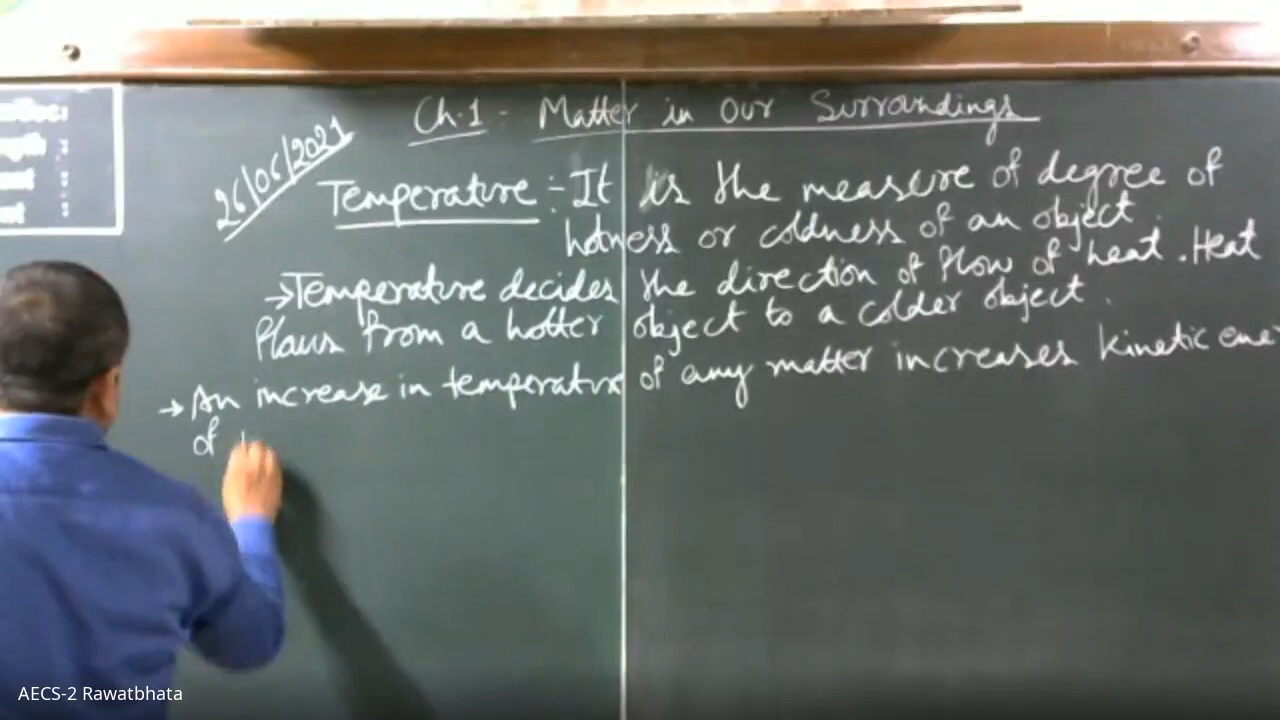 Ch.1 - Matter in Our Surroundings
26/06/2021
Temperature :- It is the measure of degree of
hotness or coldness of an object
→ Temperature decides the direction of flow of heat . Heat
flows from a hotter object to a colder object .
→ An increase in temperature of any matter increases kinetic ene
of
AECS-2 Rawatbhata